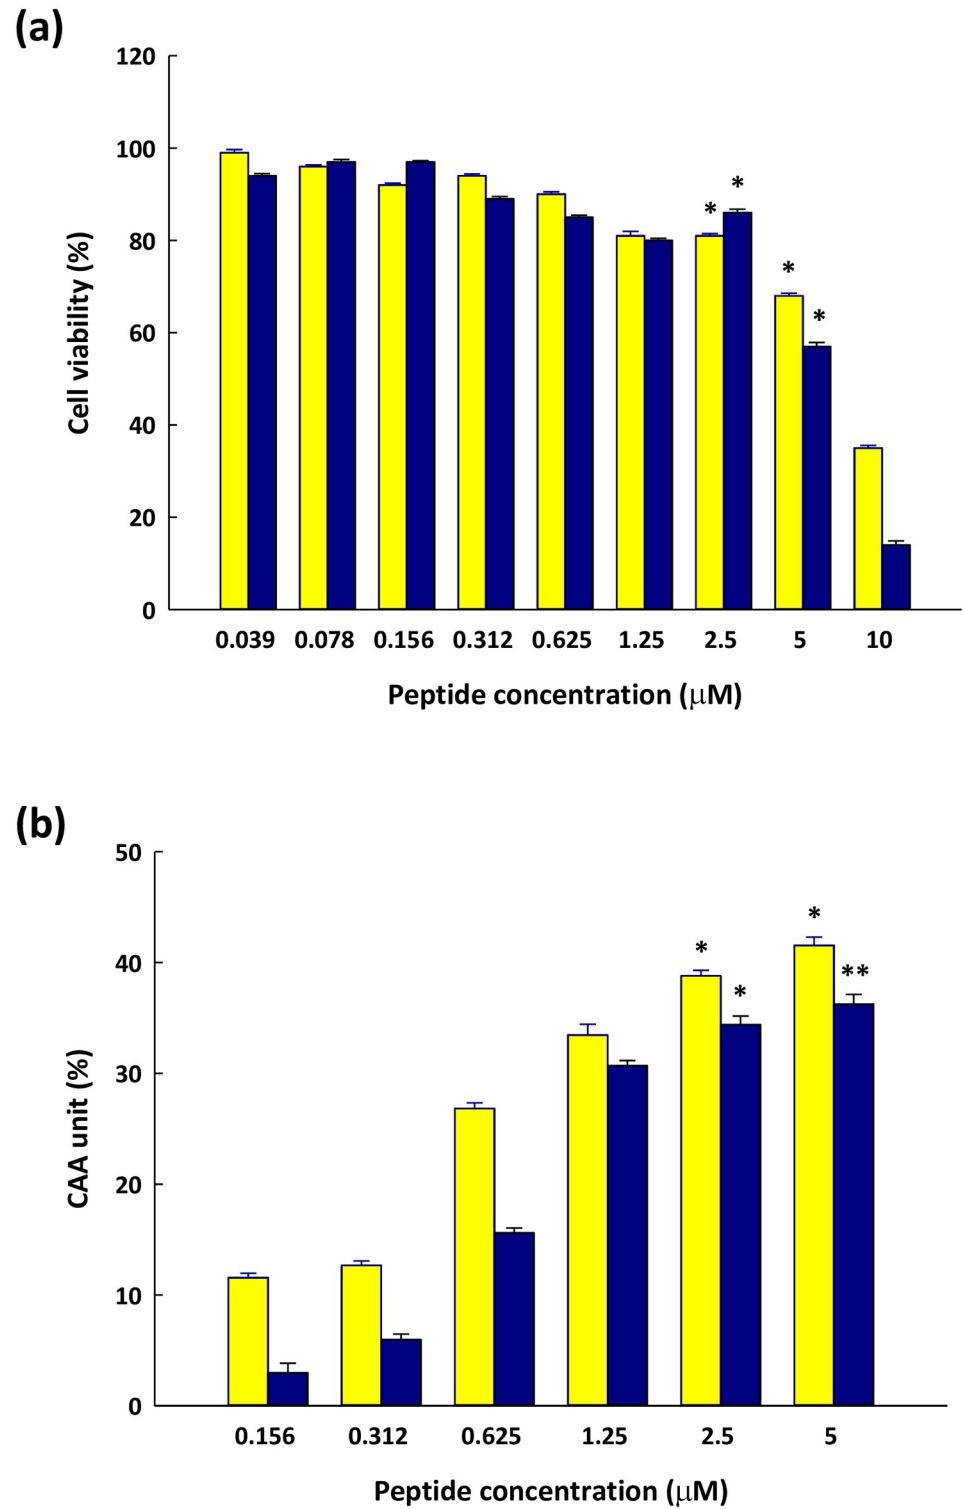 (a)
120
100
80
60
40
20
0
Cell viability (%)
* * * *
0.039 0.078 0.156 0.312 0.625 1.25 2.5 5 10
Peptide concentration (μM)
(b)
50
40
30
20
10
0
CAA unit (%)
* * * **
0.156 0.312 0.625 1.25 2.5 5
Peptide concentration (μM)